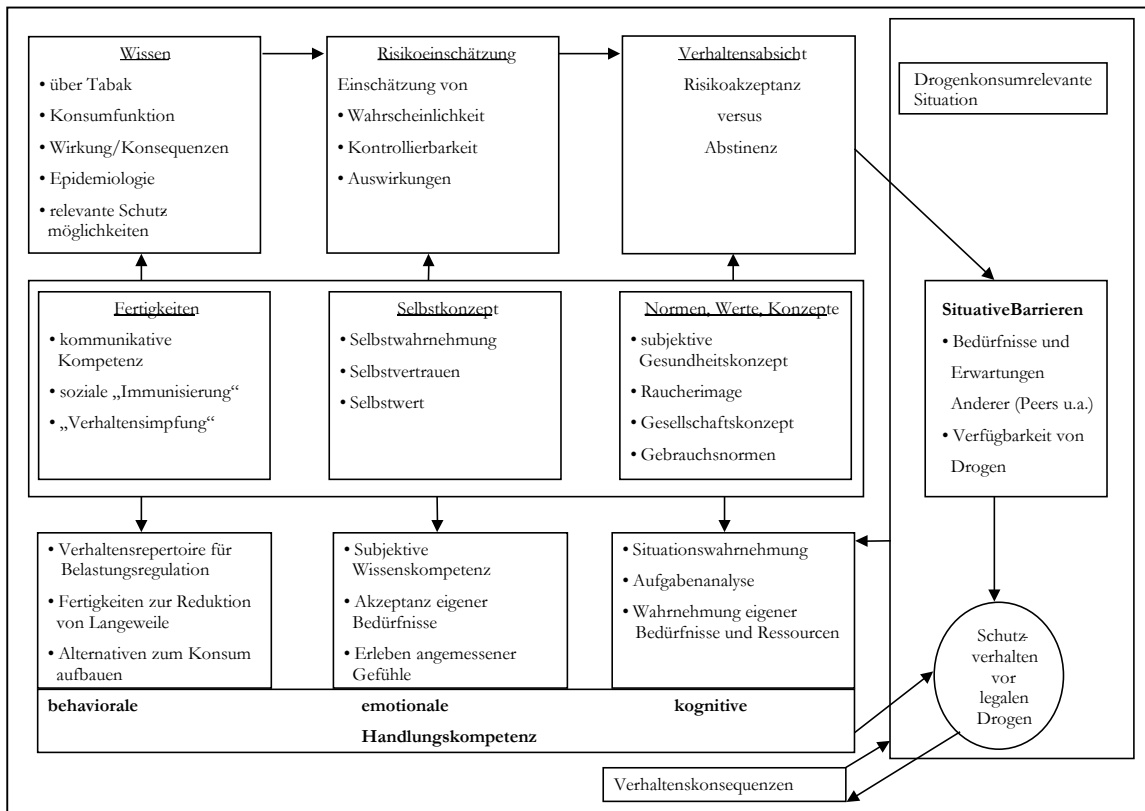 Wissen
• über Tabak
• Konsumfunktion
• Wirkung/Konsequenzen
• Epidemiologie
• relevante Schutz
möglichkeiten
Risikoeinschätzung
Einschätzung von
• Wahrscheinlichkeit
• Kontrollierbarkeit
• Auswirkungen
Verhaltensabsicht
Risikoakzeptanz
versus
Abstinenz
Drogenkonsumrelevante
Situation
Fertigkeiten
• kommunikative
Kompetenz
• soziale „Immunisierung“
• „Verhaltensimpfung“
Selbstkonzept
• Selbstwahrnehmung
• Selbstvertrauen
• Selbstwert
Normen, Werte, Konzepte
• subjektive
Gesundheitskonzept
• Raucherimage
• Gesellschaftskonzept
• Gebrauchsnormen
SituativeBarrieren
• Bedürfnisse und
Erwartungen
Anderer (Peers u.a.)
• Verfügbarkeit von
Drogen
• Verhaltensrepertoire für
Belastungsregulation
• Fertigkeiten zur Reduktion
von Langeweile
• Alternativen zum Konsum
aufbauen
• Subjektive
Wissenskompetenz
• Akzeptanz eigener
Bedürfnisse
• Erleben angemessener
Gefühle
• Situationswahrnehmung
• Aufgabenanalyse
• Wahrnehmung eigener
Bedürfnisse und Ressourcen
behaviorale emotionale kognitive
Handlungskompetenz
Schutz-
verhalten
vor
legalen
Drogen
Verhaltenskonsequenzen